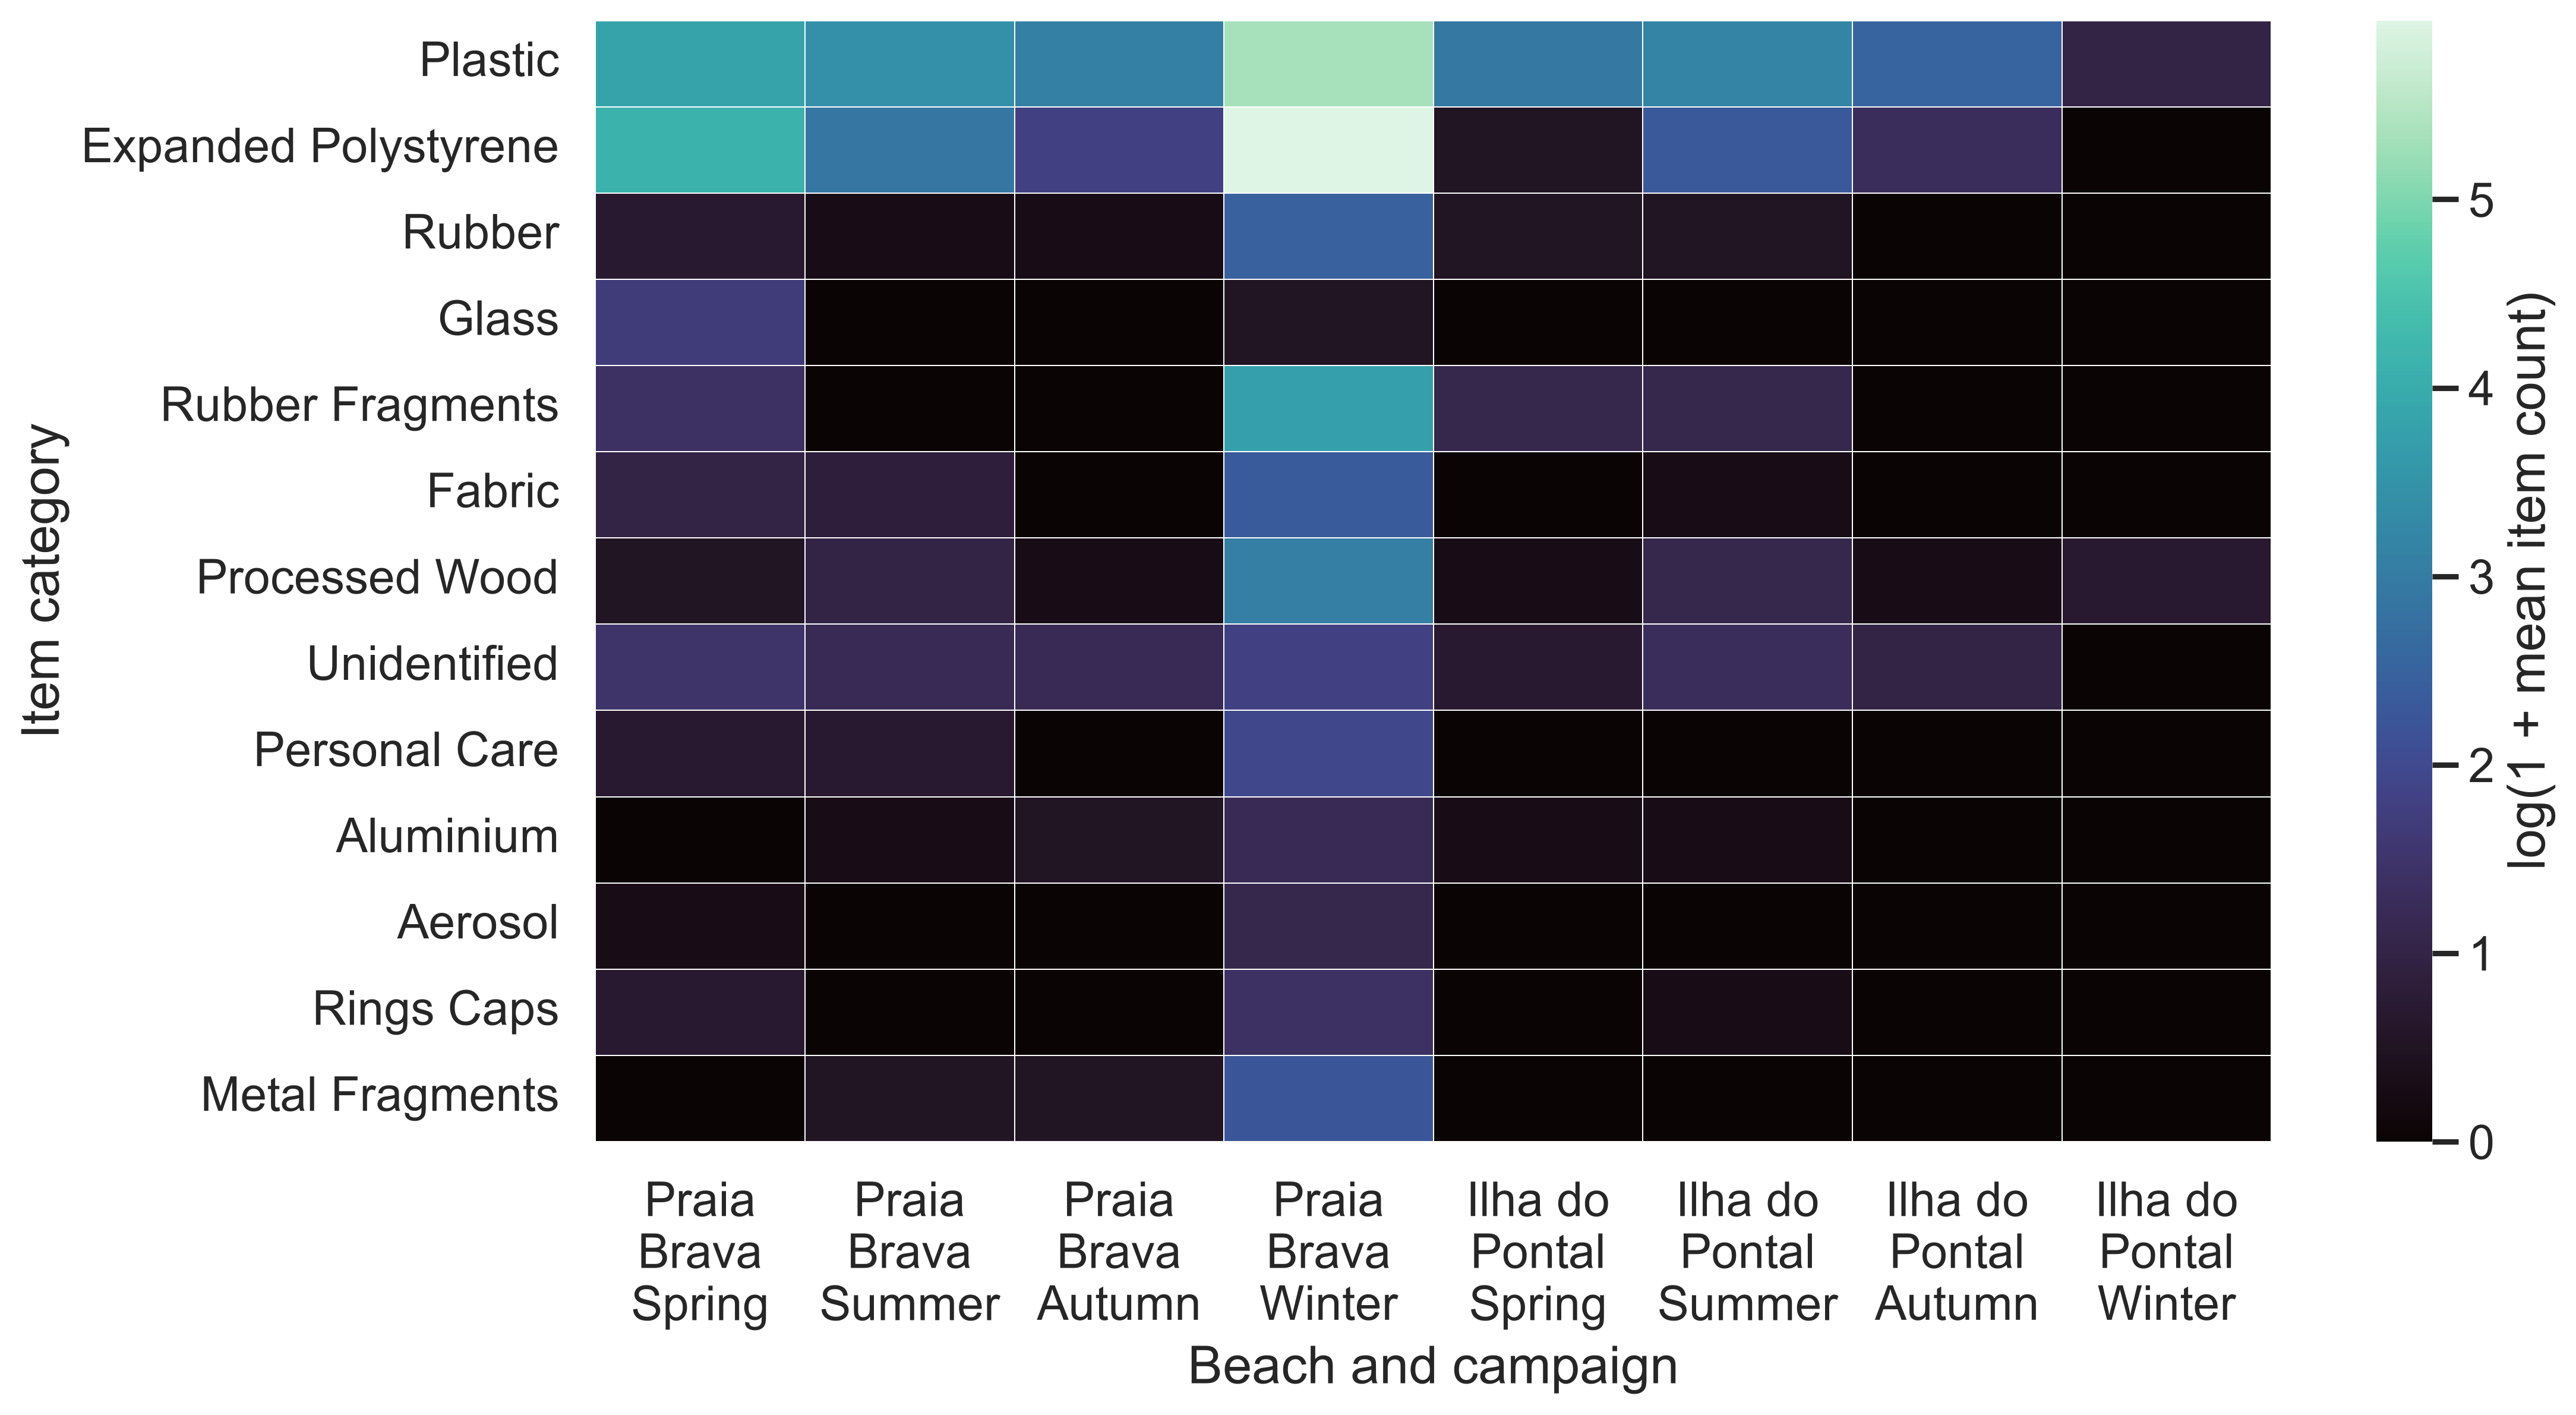 Plastic
Expanded Polystyrene
Rubber
Glass
Rubber Fragments
Fabric
Processed Wood
Unidentified
Personal Care
Aluminium
Aerosol
Rings Caps
Metal Fragments
Item category
Praia
Brava
Spring
Praia
Brava
Summer
Praia
Brava
Autumn
Praia
Brava
Winter
Ilha do
Pontal
Spring
Ilha do
Pontal
Summer
Ilha do
Pontal
Autumn
Ilha do
Pontal
Winter
Beach and campaign
5
4
3
2
1
0
log(1 + mean item count)